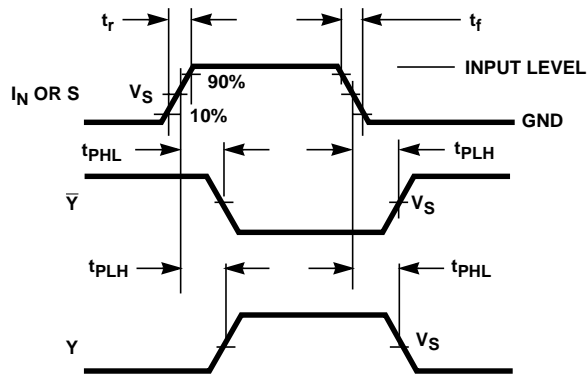 tr
tf
90%
INPUT LEVEL
IN OR S
VS
10%
GND
tPHL
tPLH
Y̅
VS
tPLH
tPHL
Y
VS